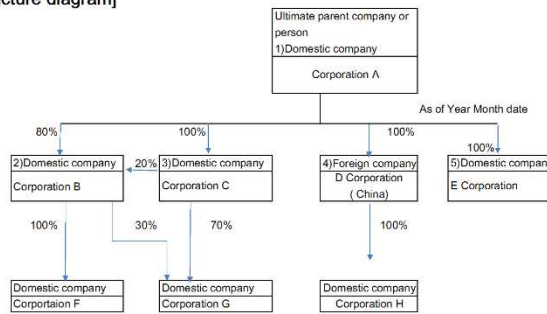 cture diagram]
Ultimate parent company or
person
1)Domestic company
Corporation A
As of Year Month date
80%
100%
100%
100%
2)Domestic company
Corporation B
20%
3)Domestic company
Corporation C
4)Foreign company
D Corporation
( China)
5)Domestic compan
E Corporation
100%
30%
70%
100%
Domestic company
Corportaion F
Domestic company
Corporation G
Domestic company
Corporation H